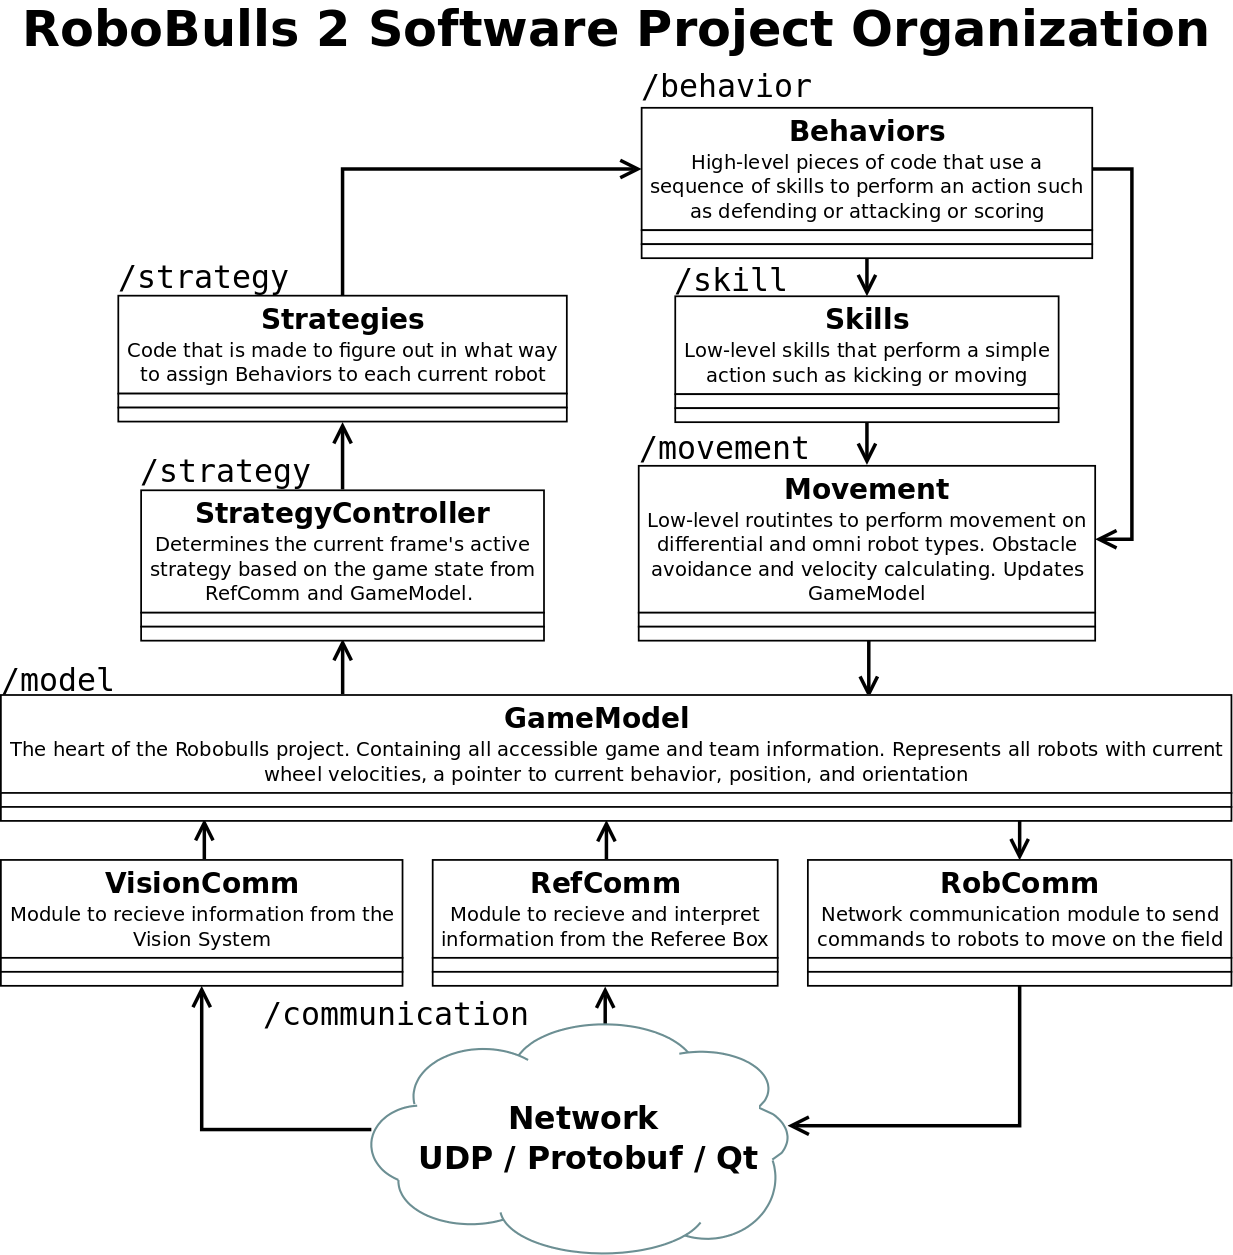 RoboBulls 2 Software Project Organization
/behavior
Behaviors
High-level pieces of code that use a
sequence of skills to perform an action such
as defending or attacking or scoring
/strategy
Strategies
Code that is made to figure out in what way
to assign Behaviors to each current robot
/skill
Skills
Low-level skills that perform a simple
action such as kicking or moving
/strategy
StrategyController
Determines the current frame's active
strategy based on the game state from
RefComm and GameModel.
/movement
Movement
Low-level routintes to perform movement on
differential and omni robot types. Obstacle
avoidance and velocity calculating. Updates
GameModel
/model
GameModel
The heart of the Robobulls project. Containing all accessible game and team information. Represents all robots with current
wheel velocities, a pointer to current behavior, position, and orientation
VisionComm
Module to recieve information from the
Vision System
RefComm
Module to recieve and interpret
information from the Referee Box
RobComm
Network communication module to send
commands to robots to move on the field
/communication
Network
UDP / Protobuf / Qt